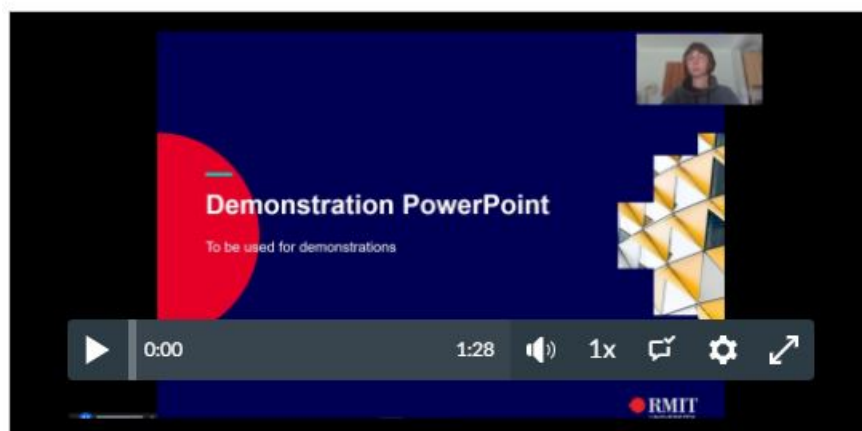 Demonstration PowerPoint
To be used for demonstrations
0:00 1:28 1x
RMIT